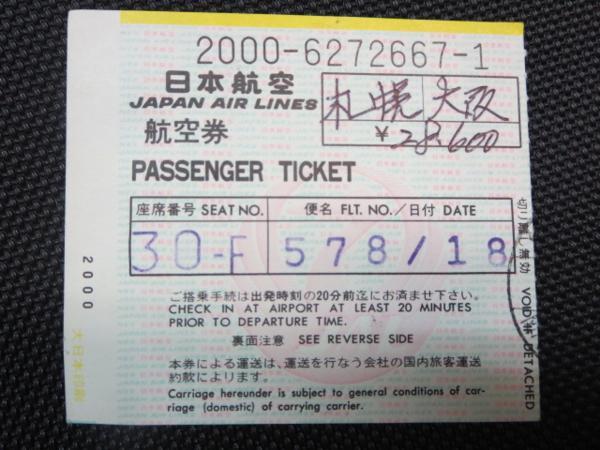 2000-6272667-1
日本航空
JAPAN AIR LINES
札幌 大阪
¥28,600
航空券
PASSENGER TICKET
座席番号 SEAT NO.
便名 FLT. NO./日付 DATE
30-F
578/18
ご搭乗手続は出発時刻の20分前迄にお済ませ下さい。
CHECK IN AT AIRPORT AT LEAST 20 MINUTES
PRIOR TO DEPARTURE TIME.
裏面注意 SEE REVERSE SIDE
本券による運送は、運送を行なう会社の国内旅客運送
約款によります。
Carriage hereunder is subject to general conditions of car-
riage (domestic) of carrying carrier.
切り離し無効 VOID IF DETACHED
2000
大日本印刷